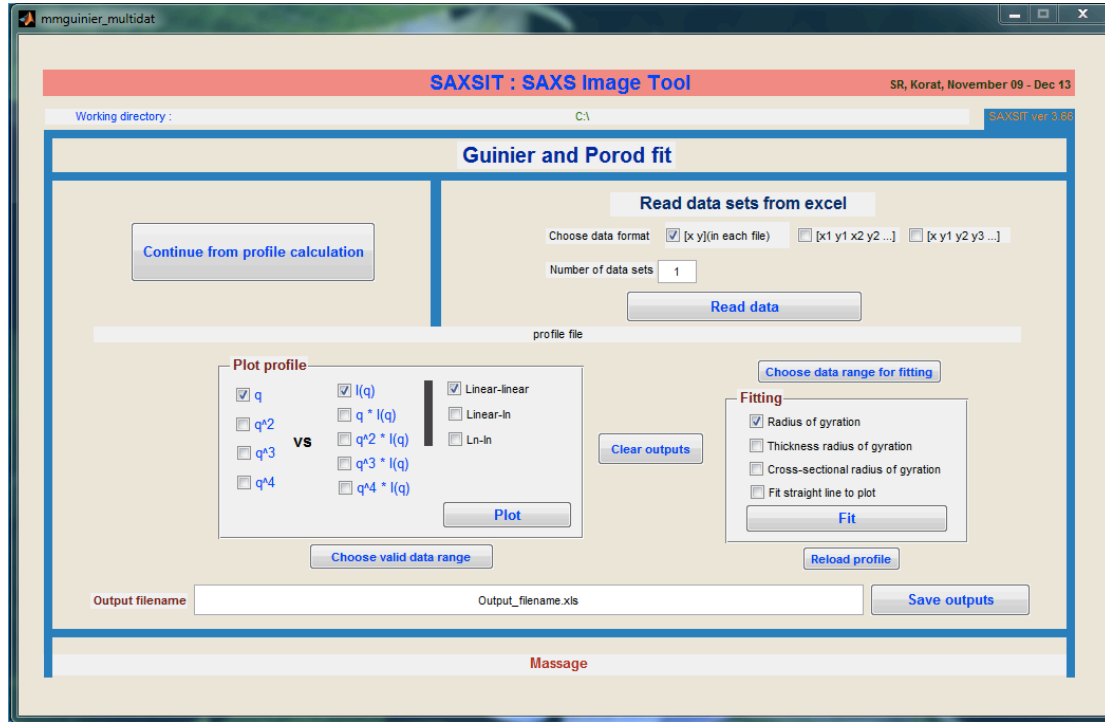 mmguinier_multidat
SAXSIT : SAXS Image Tool
SR, Korat, November 09 - Dec 13
Working directory :
C:\
SAXSIT ver 3.66
Guinier and Porod fit
Continue from profile calculation
Read data sets from excel
Choose data format
[x y](in each file)
[x1 y1 x2 y2 ...]
[x y1 y2 y3 ...]
Number of data sets
1
Read data
profile file
Plot profile
q
q^2
q^3
q^4
vs
I(q)
q * I(q)
q^2 * I(q)
q^3 * I(q)
q^4 * I(q)
Linear-linear
Linear-ln
Ln-ln
Plot
Choose valid data range
Clear outputs
Choose data range for fitting
Fitting
Radius of gyration
Thickness radius of gyration
Cross-sectional radius of gyration
Fit straight line to plot
Fit
Reload profile
Output filename
Output_filename.xls
Save outputs
Massage